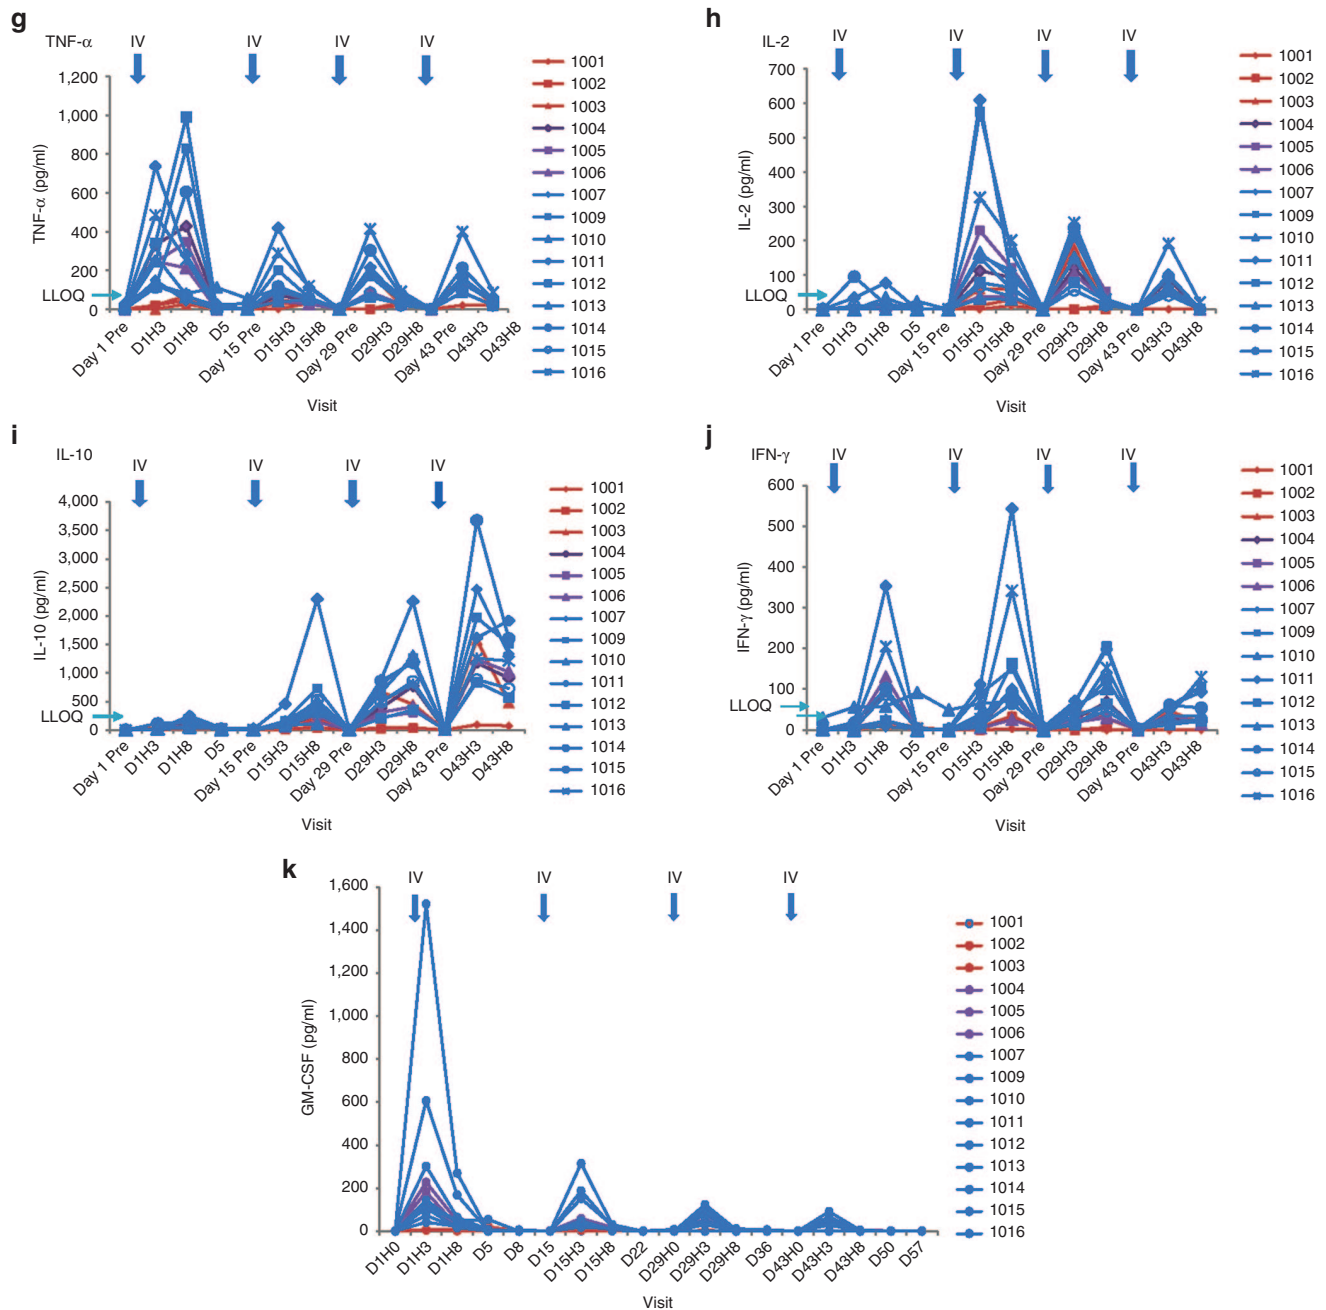 g
TNF-α
IV IV IV IV
1,200
1,000
800
600
400
200
0
TNF-α (pg/ml)
LLOQ
Day 1 Pre
D1H3
D1H8
D5
Day 15 Pre
D15H3
D15H8
Day 29 Pre
D29H3
D29H8
Day 43 Pre
D43H3
D43H8
Visit
1001
1002
1003
1004
1005
1006
1007
1009
1010
1011
1012
1013
1014
1015
1016
h
IL-2
IV IV IV IV
700
600
500
400
300
200
100
0
IL-2 (pg/ml)
LLOQ
Day 1 Pre
D1H3
D1H8
D5
Day 15 Pre
D15H3
D15H8
Day 29 Pre
D29H3
D29H8
Day 43 Pre
D43H3
D43H8
Visit
1001
1002
1003
1004
1005
1006
1007
1009
1010
1011
1012
1013
1014
1015
1016
i
IL-10
IV IV IV IV
4,000
3,500
3,000
2,500
2,000
1,500
1,000
500
0
IL-10 (pg/ml)
LLOQ
Day 1 Pre
D1H3
D1H8
D5
Day 15 Pre
D15H3
D15H8
Day 29 Pre
D29H3
D29H8
Day 43 Pre
D43H3
D43H8
Visit
1001
1002
1003
1004
1005
1006
1007
1009
1010
1011
1012
1013
1014
1015
1016
j
IFN-γ
IV IV IV IV
600
500
400
300
200
100
0
IFN-γ (pg/ml)
LLOQ
Day 1 Pre
D1H3
D1H8
D5
Day 15 Pre
D15H3
D15H8
Day 29 Pre
D29H3
D29H8
Day 43 Pre
D43H3
D43H8
Visit
1001
1002
1003
1004
1005
1006
1007
1009
1010
1011
1012
1013
1014
1015
1016
k
IV IV IV IV
1,600
1,400
1,200
1,000
800
600
400
200
0
GM-CSF (pg/ml)
D1H0
D1H3
D1H8
D5
D8
D15
D15H3
D15H8
D22
D29H0
D29H3
D29H8
D36
D43H0
D43H3
D43H8
D50
D57
Visit
1001
1002
1003
1004
1005
1006
1007
1009
1010
1011
1012
1013
1014
1015
1016